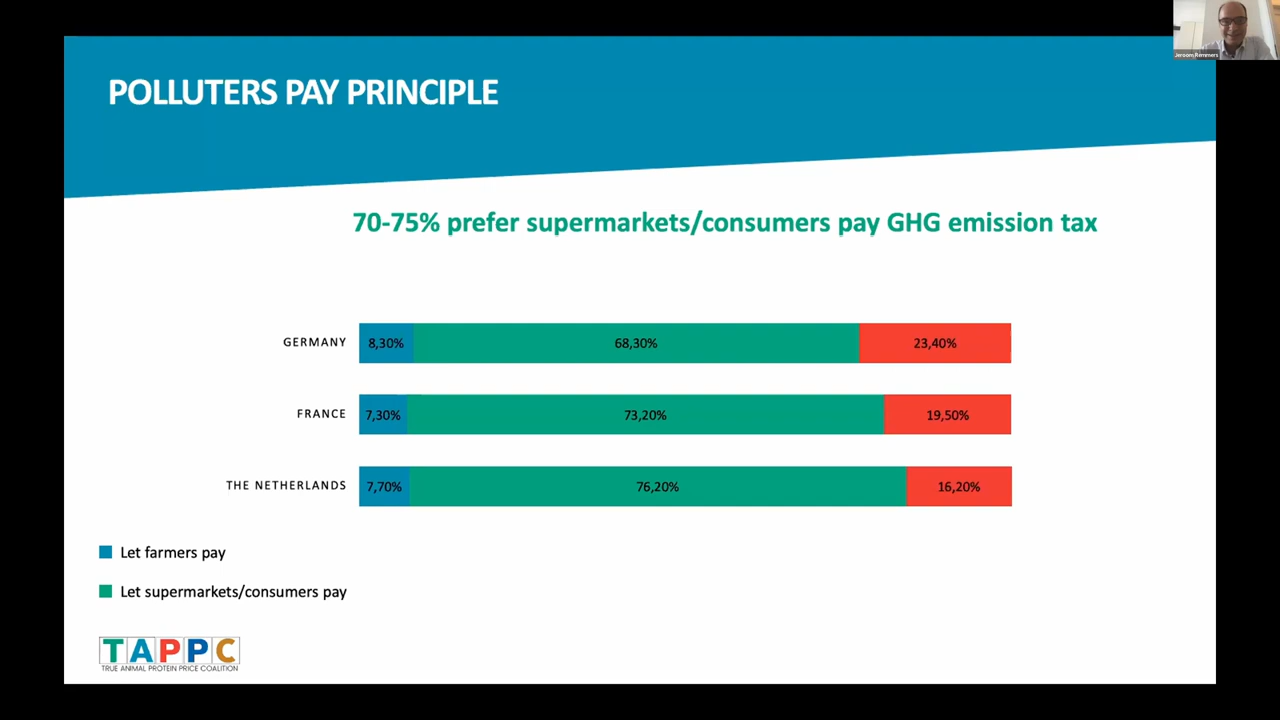 Jeroom Remmers
POLLUTERS PAY PRINCIPLE
70-75% prefer supermarkets/consumers pay GHG emission tax
GERMANY 8,30% 68,30% 23,40%
FRANCE 7,30% 73,20% 19,50%
THE NETHERLANDS 7,70% 76,20% 16,20%
Let farmers pay
Let supermarkets/consumers pay
TAPPC
TRUE ANIMAL PROTEIN PRICE COALITION